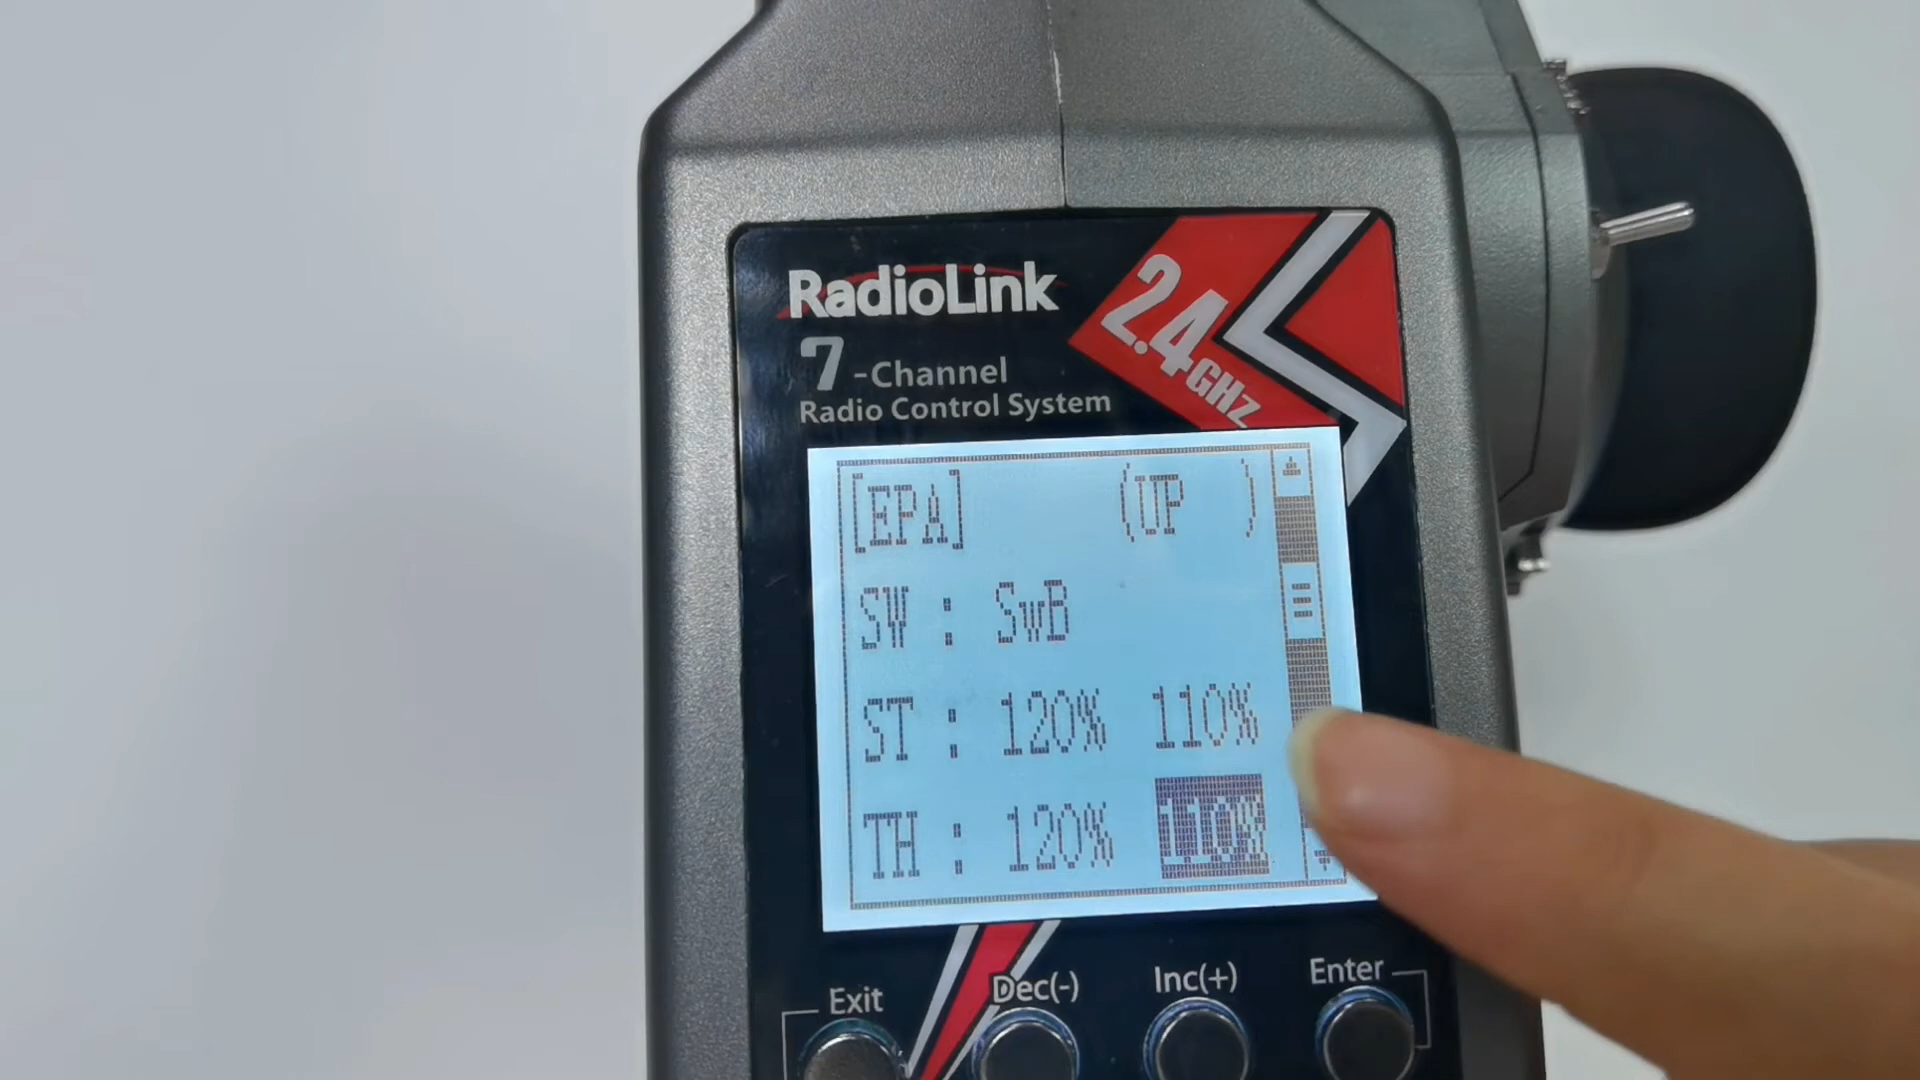 RadioLink
7-Channel
Radio Control System
2.4GHz
[EPA] (UP )
SW : SwB
ST : 120% 110%
TH : 120% 110%
Exit Dec(-) Inc(+) Enter